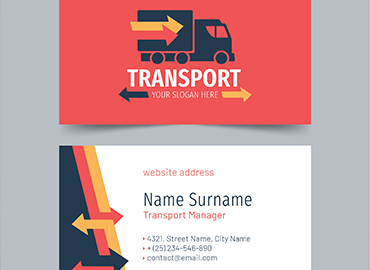 TRANSPORT
YOUR SLOGAN HERE
website address
Name Surname
Transport Manager
4321, Street Name, City Name
+(25) 234-546-890
contact@email.com